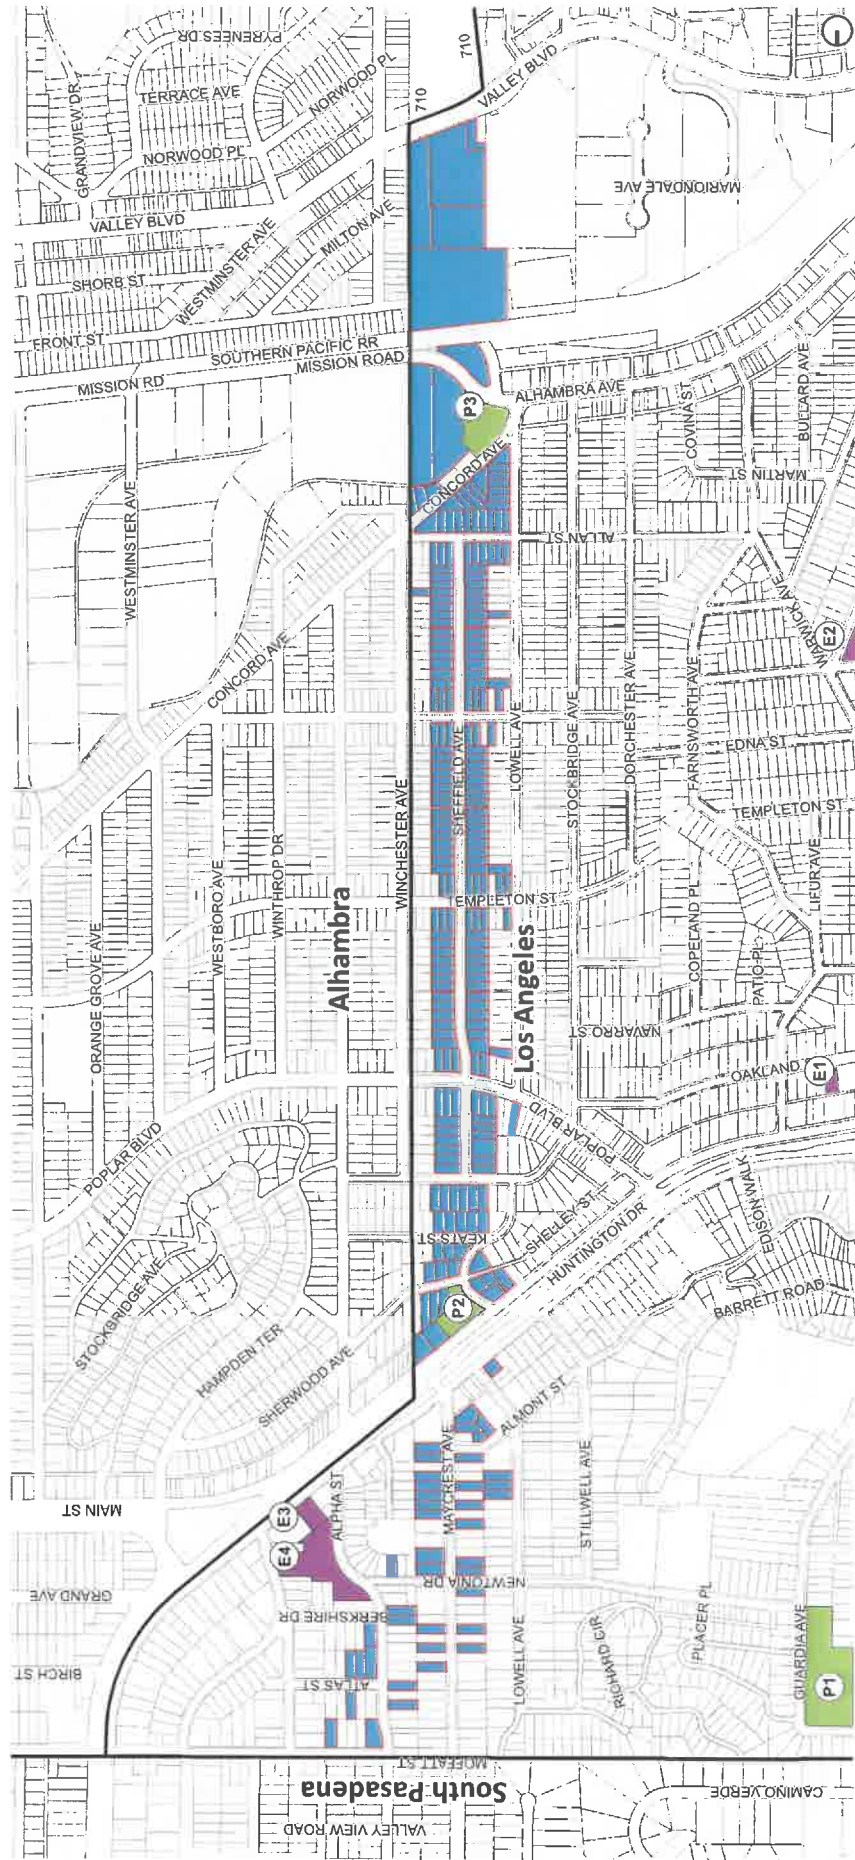 PYRENEES DR
GRANDVIEW DR
TERRACE AVE
NORWOOD PL
710
710
NORWOOD PL
VALLEY BLVD
VALLEY BLVD
MARIONDALE AVE
WESTMINSTER AVE
MILTON AVE
SHORB ST
FRONT ST
SOUTHERN PACIFIC RR
MISSION ROAD
MISSION RD
P3
ALHAMBRA AVE
BULLARD AVE
COVINA ST
CONCORD AVE
MARTIN ST
WESTMINSTER AVE
ALLAN ST
CONCORD AVE
WARWICK AVE
E2
SHEFFIELD AVE
LOWELL AVE
STOCKBRIDGE AVE
DORCHESTER AVE
FARNSWORTH AVE
EDNA ST
TEMPLETON ST
WINCHESTER AVE
WINTHROP DR
WESTBORO AVE
ORANGE GROVE AVE
TEMPLETON ST
LIFUR AVE
COPELAND PL
PATIO PL
Alhambra
Los Angeles
NAVARRO ST
OAKLAND
E1
POPLAR BLVD
POPLAR BLVD
KEATS ST
SHELLEY ST
HUNTINGTON DR
EDISON WALK
BARRETT ROAD
STOCKBRIDGE AVE
HAMPDEN TER
SHERWOOD AVE
P2
ALMONT ST
MAYCREST AVE
STILLWELL AVE
MAIN ST
E3
ALPHA ST
E4
GRAND AVE
BERKSHIRE DR
NEWTONIA DR
BIRCH ST
ATLAS ST
LOWELL AVE
RICHARD CIR
PLACER PL
GUARDIA AVE
P1
MOFFATT ST
South Pasadena
VALLEY VIEW ROAD
CAMINO VERDE